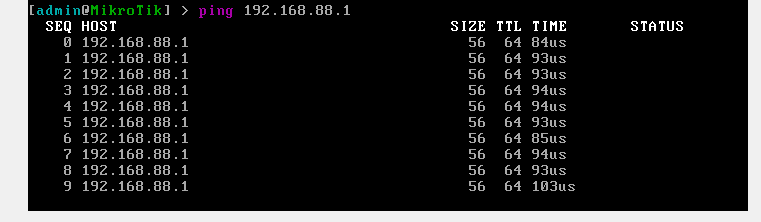 [admin@MikroTik] > ping 192.168.88.1
SEQ HOST SIZE TTL TIME STATUS
0 192.168.88.1 56 64 84us
1 192.168.88.1 56 64 93us
2 192.168.88.1 56 64 93us
3 192.168.88.1 56 64 94us
4 192.168.88.1 56 64 94us
5 192.168.88.1 56 64 93us
6 192.168.88.1 56 64 85us
7 192.168.88.1 56 64 94us
8 192.168.88.1 56 64 93us
9 192.168.88.1 56 64 103us